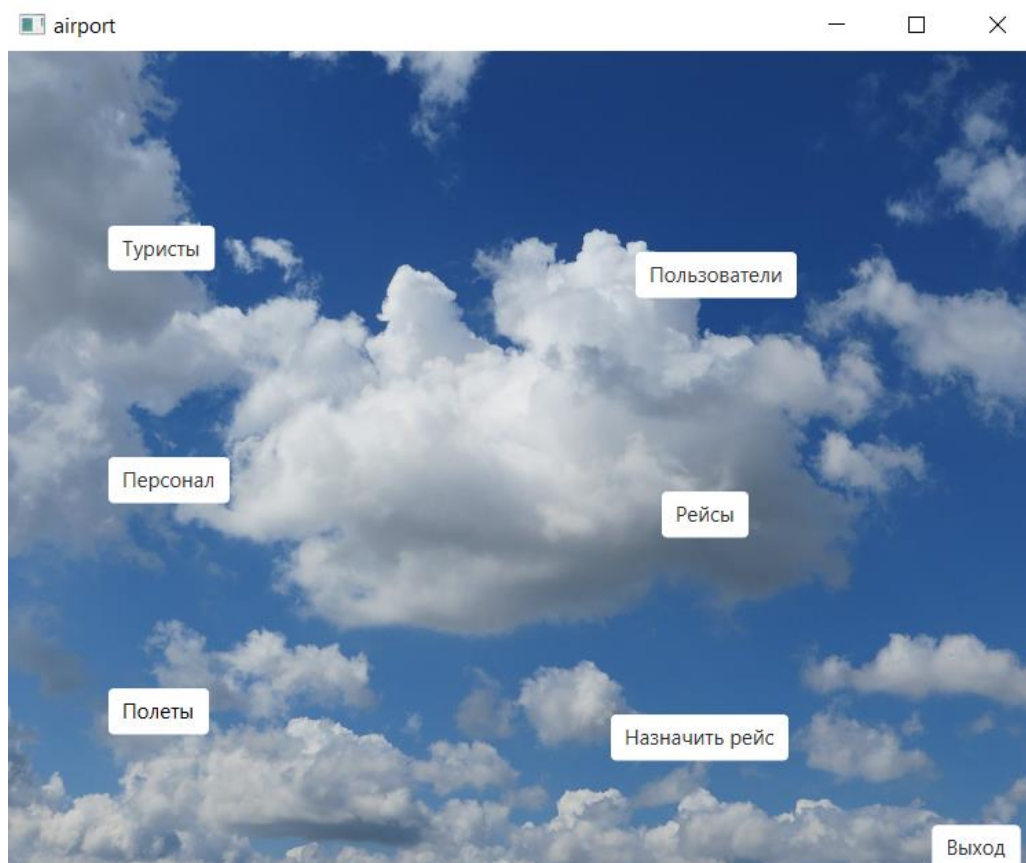 airport
Туристы
Пользователи
Персонал
Рейсы
Полеты
Назначить рейс
Выход